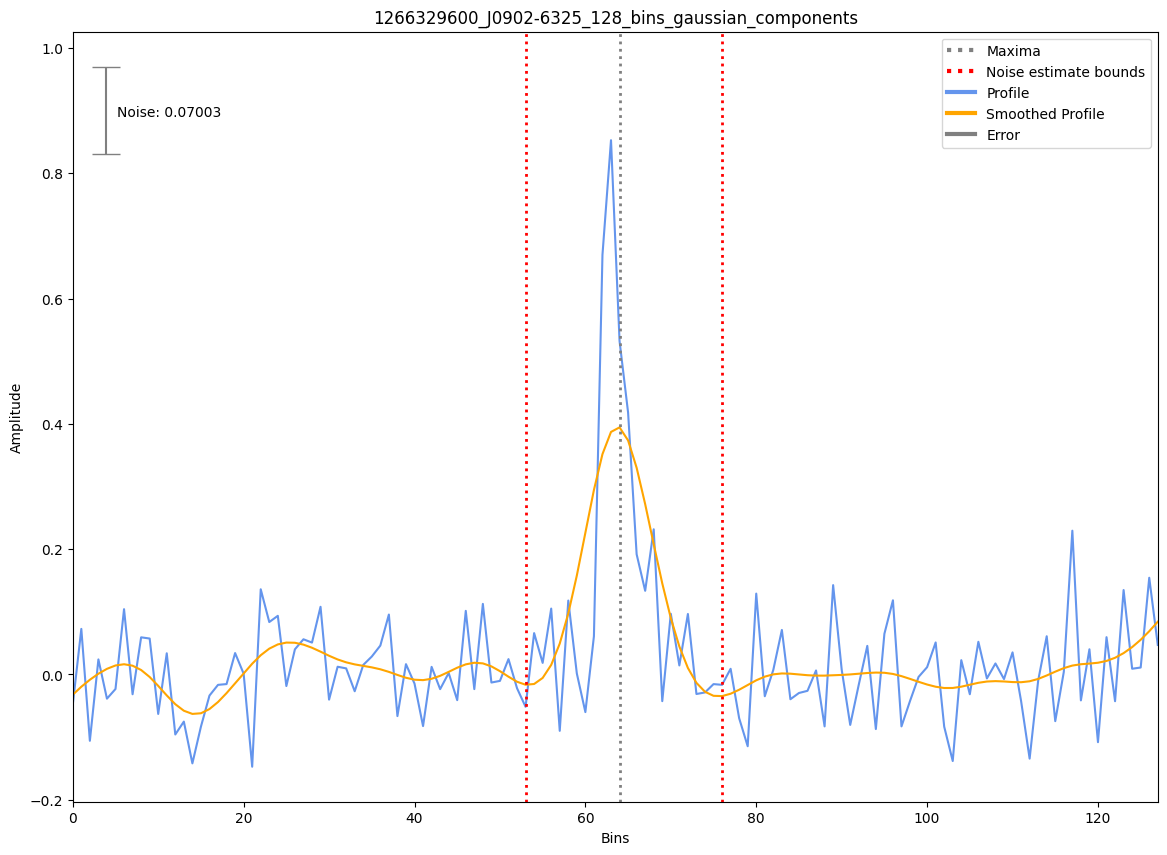 1266329600_J0902-6325_128_bins_gaussian_components
Maxima
Noise estimate bounds
Profile
Smoothed Profile
Error
Noise: 0.07003
1.0
0.8
0.6
0.4
0.2
0.0
−0.2
Amplitude
0 20 40 60 80 100 120
Bins